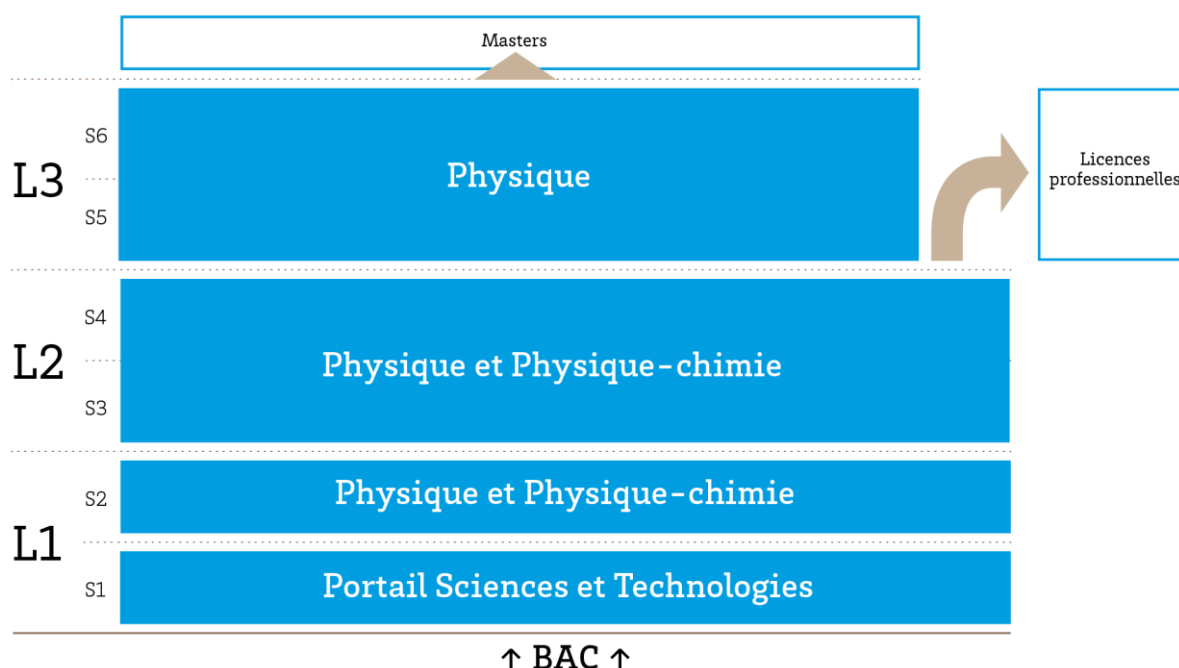 Masters
L3
S6
Physique
S5
Licences
professionnelles
L2
S4
Physique et Physique-chimie
S3
L1
S2
Physique et Physique-chimie
S1
Portail Sciences et Technologies
↑ BAC ↑